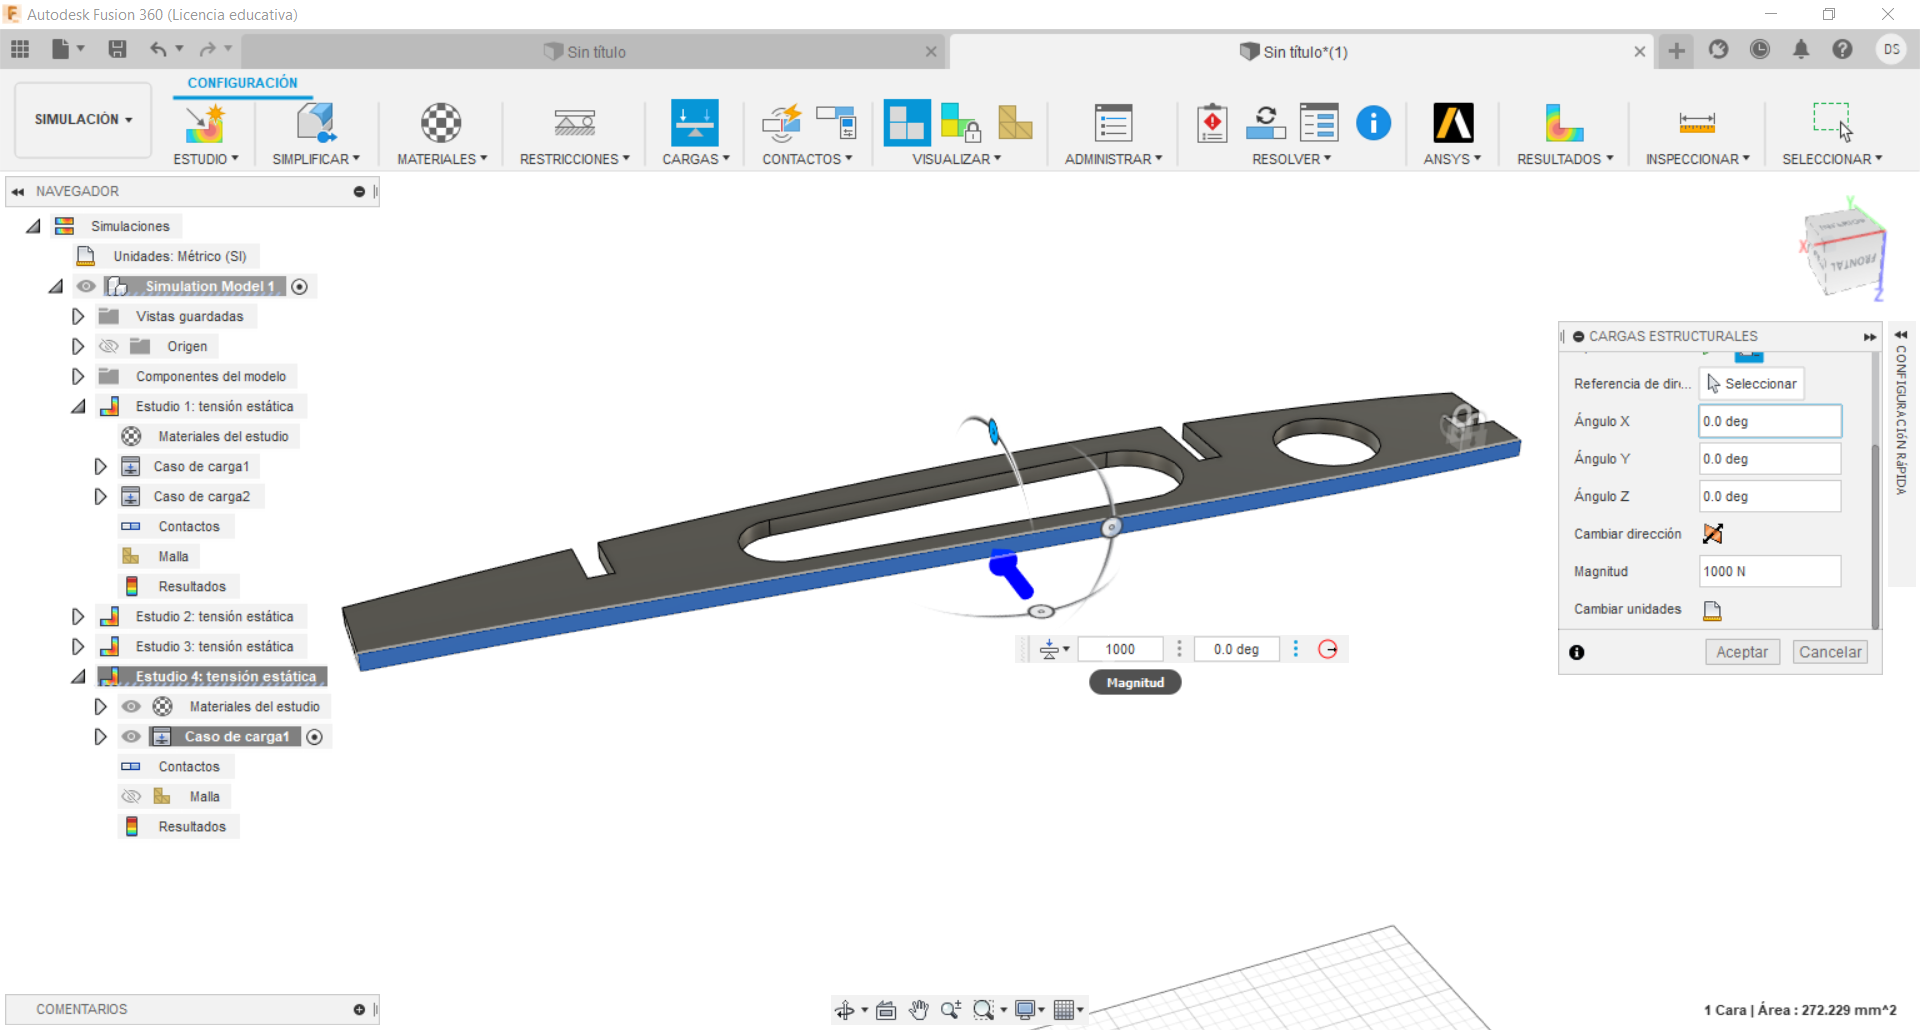 Autodesk Fusion 360 (Licencia educativa)
Sin título
Sin título*(1)
DS
CONFIGURACIÓN
SIMULACIÓN
ESTUDIO
SIMPLIFICAR
MATERIALES
RESTRICCIONES
CARGAS
CONTACTOS
VISUALIZAR
ADMINISTRAR
RESOLVER
ANSYS
RESULTADOS
INSPECCIONAR
SELECCIONAR
NAVEGADOR
Simulaciones
Unidades: Métrico (SI)
Simulation Model 1
Vistas guardadas
Origen
Componentes del modelo
Estudio 1: tensión estática
Materiales del estudio
Caso de carga1
Caso de carga2
Contactos
Malla
Resultados
Estudio 2: tensión estática
Estudio 3: tensión estática
Estudio 4: tensión estática
Materiales del estudio
Caso de carga1
Contactos
Malla
Resultados
COMENTARIOS
1000
0.0 deg
Magnitud
Y
X
FRONTAL
Z
CARGAS ESTRUCTURALES
Referencia de dir...
Seleccionar
Ángulo X
0.0 deg
Ángulo Y
0.0 deg
Ángulo Z
0.0 deg
Cambiar dirección
Magnitud
1000 N
Cambiar unidades
Aceptar
Cancelar
CONFIGURACIÓN RÁPIDA
1 Cara | Área : 272.229 mm^2